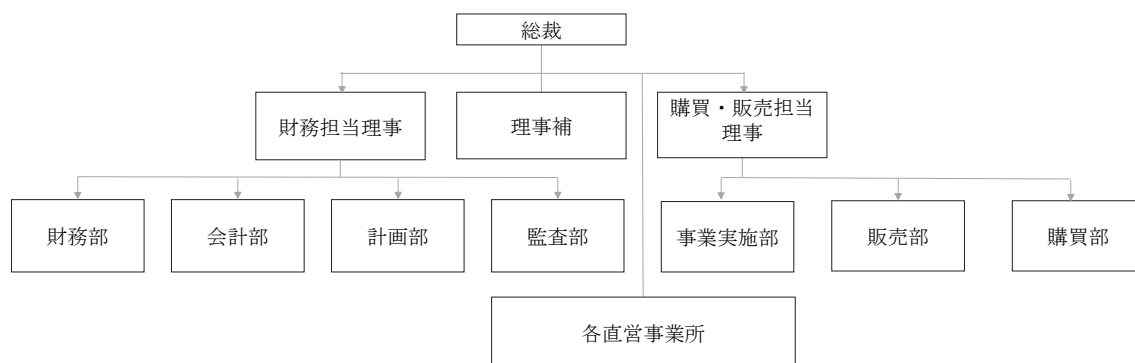 総裁
財務担当理事
理事補
購買・販売担当
理事
財務部
会計部
計画部
監査部
事業実施部
販売部
購買部
各直営事業所